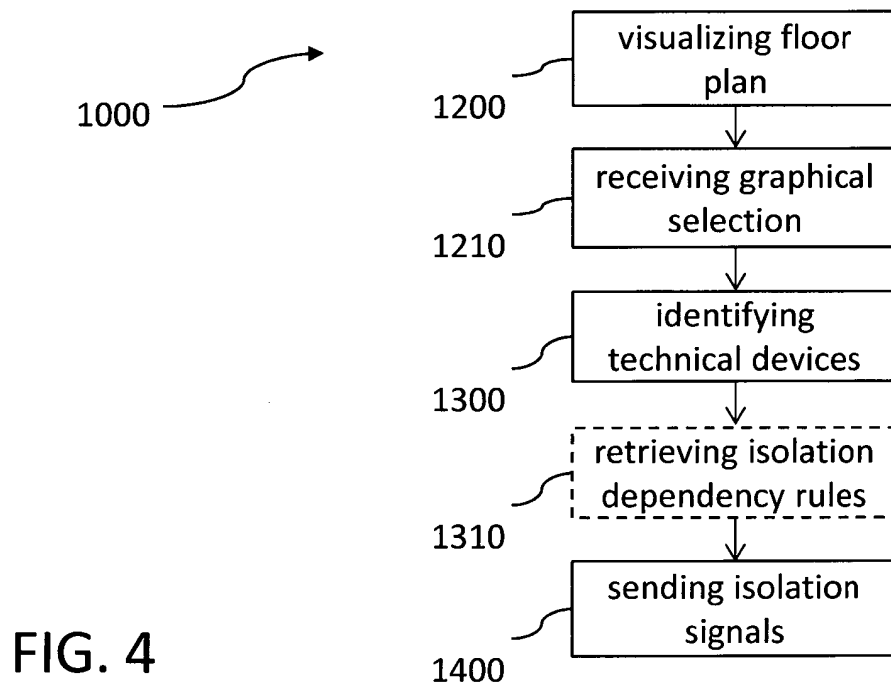 visualizing floor
plan
1000
1200
receiving graphical
selection
1210
identifying
technical devices
1300
retrieving isolation
dependency rules
1310
sending isolation
signals
1400
FIG. 4